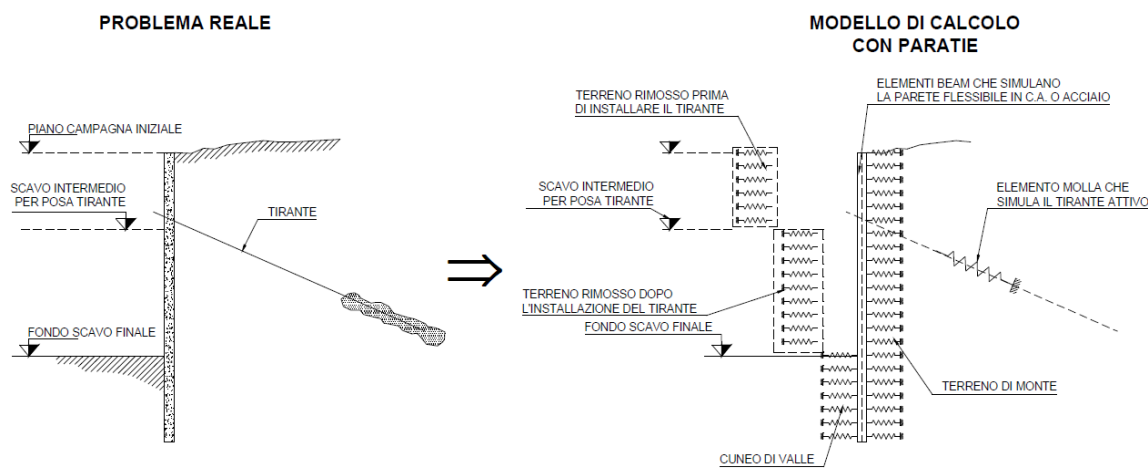 PROBLEMA REALE
PIANO CAMPAGNA INIZIALE
SCAVO INTERMEDIO
PER POSA TIRANTE
TIRANTE
FONDO SCAVO FINALE
MODELLO DI CALCOLO
CON PARATIE
TERRENO RIMOSSO PRIMA
DI INSTALLARE IL TIRANTE
ELEMENTI BEAM CHE SIMULANO
LA PARETE FLESSIBILE IN C.A. O ACCIAIO
SCAVO INTERMEDIO
PER POSA TIRANTE
ELEMENTO MOLLA CHE
SIMULA IL TIRANTE ATTIVO
TERRENO RIMOSSO DOPO
L'INSTALLAZIONE DEL TIRANTE
FONDO SCAVO FINALE
TERRENO DI MONTE
CUNEO DI VALLE